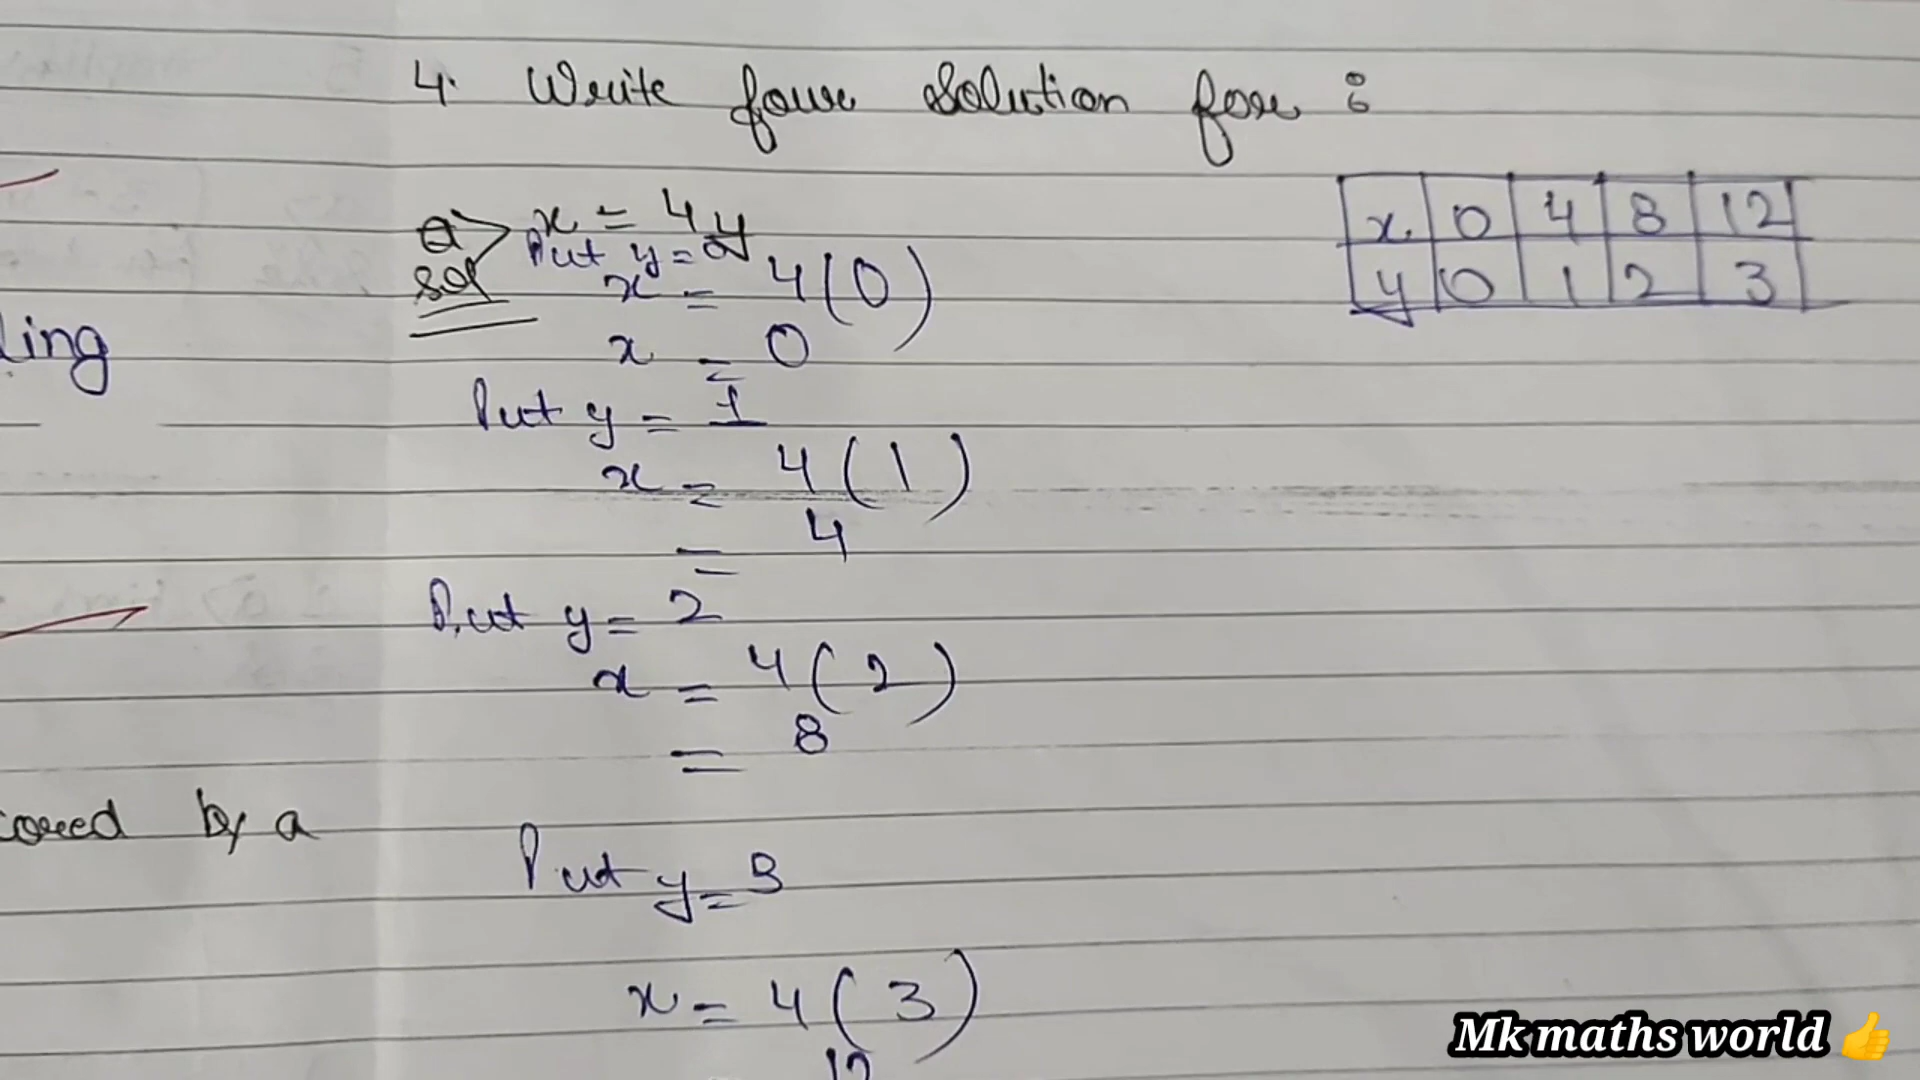 4. Write four solution for :
a> x = 4y
sol Put y = 0
x = 4(0)
x = 0
Put y = 1
x = 4(1)
= 4
Put y = 2
x = 4(2)
= 8
Put y = 3
x = 4(3)
12
x 0 4 8 12
y 0 1 2 3
ling
by a
Mk maths world 👍